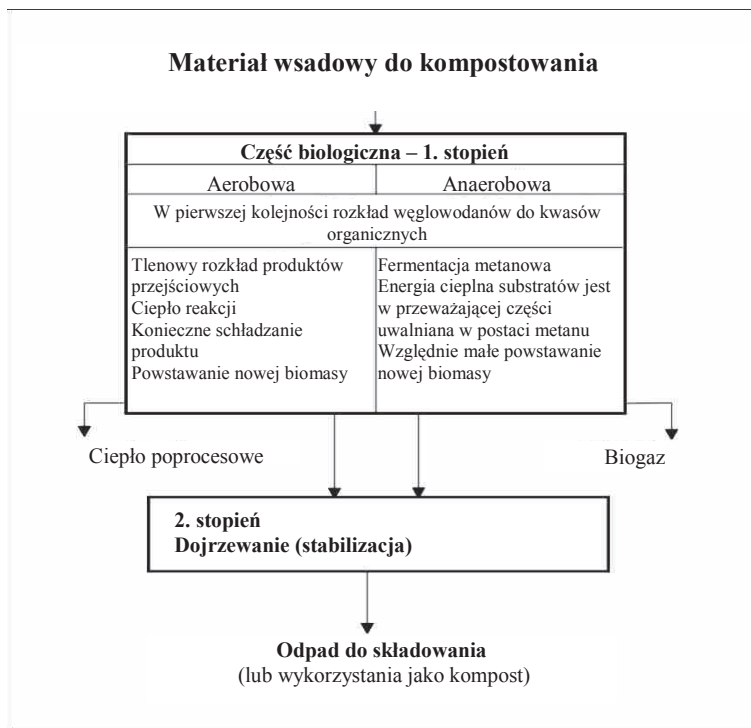 Materiał wsadowy do kompostowania
Część biologiczna – 1. stopień
Aerobowa
Anaerobowa
W pierwszej kolejności rozkład węglowodanów do kwasów
organicznych
Tlenowy rozkład produktów
przejściowych
Ciepło reakcji
Konieczne schładzanie
produktu
Powstawanie nowej biomasy
Fermentacja metanowa
Energia cieplna substratów jest
w przeważającej części
uwalniana w postaci metanu
Względnie małe powstawanie
nowej biomasy
Ciepło poprocesowe
Biogaz
2. stopień
Dojrzewanie (stabilizacja)
Odpad do składowania
(lub wykorzystania jako kompost)